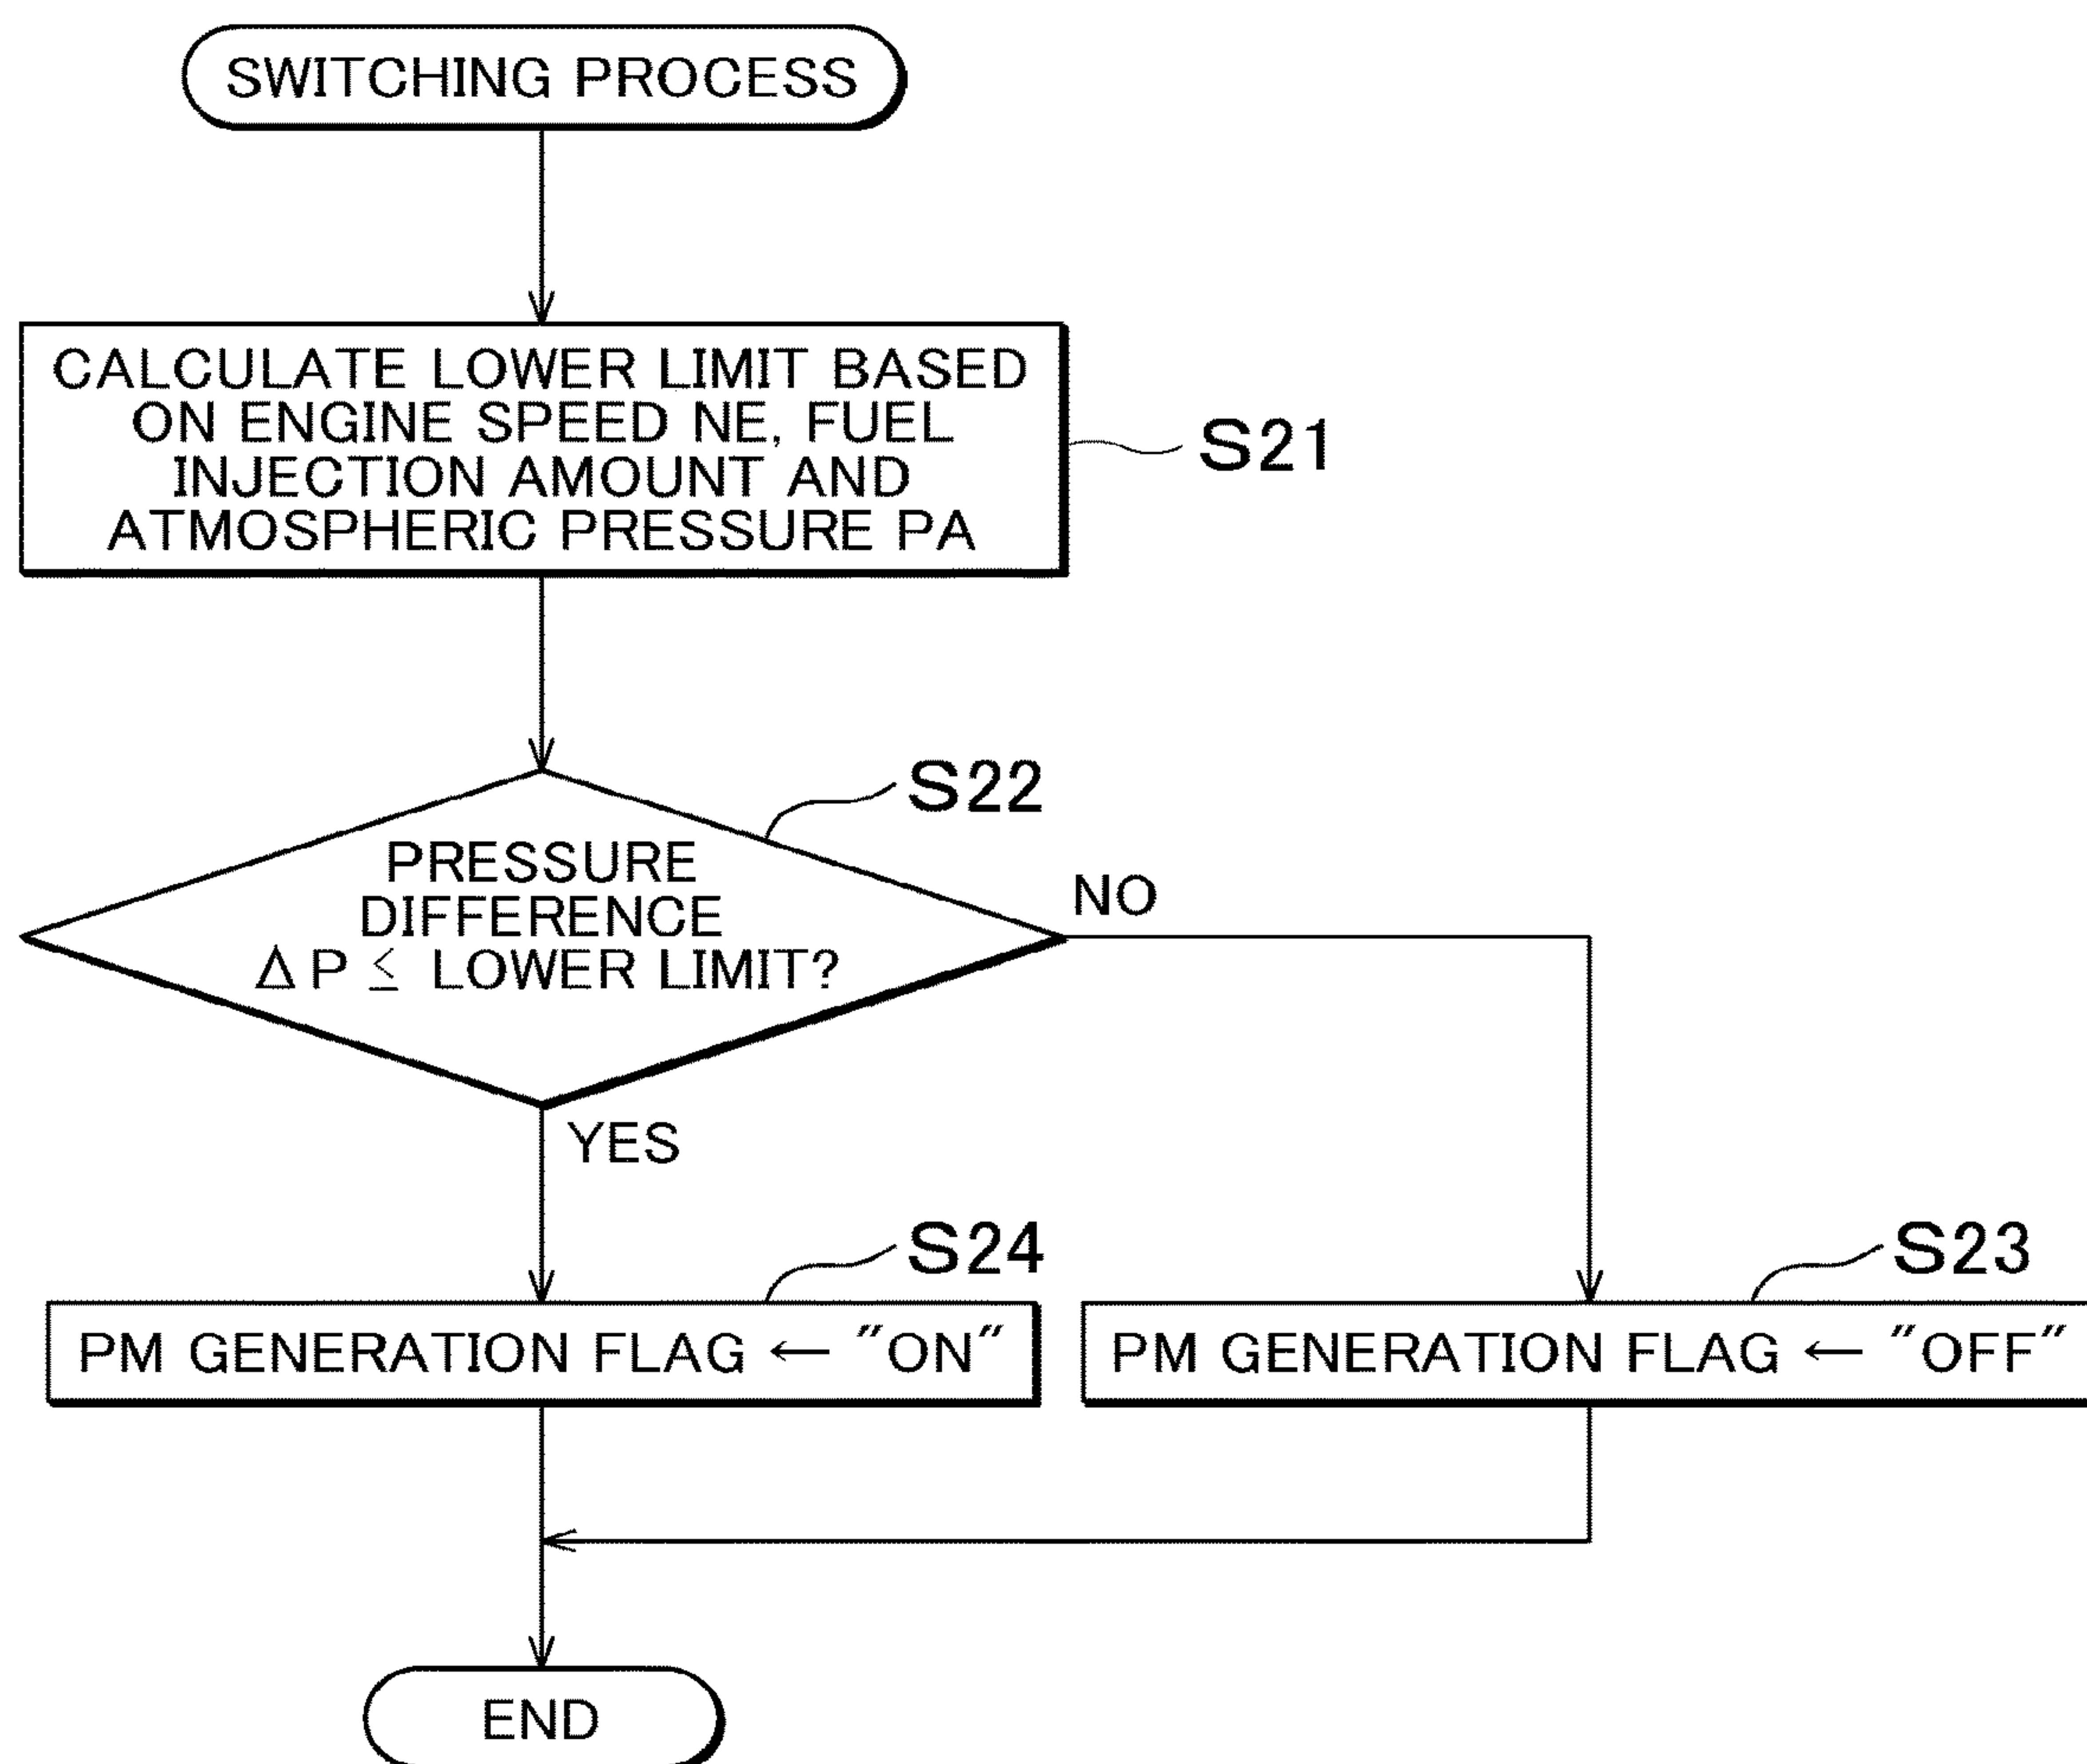 SWITCHING PROCESS
CALCULATE LOWER LIMIT BASED
ON ENGINE SPEED NE, FUEL
INJECTION AMOUNT AND
ATMOSPHERIC PRESSURE PA
S21
S22
PRESSURE
DIFFERENCE
ΔP ≤ LOWER LIMIT?
NO
YES
S24
S23
PM GENERATION FLAG ← "ON"
PM GENERATION FLAG ← "OFF"
END